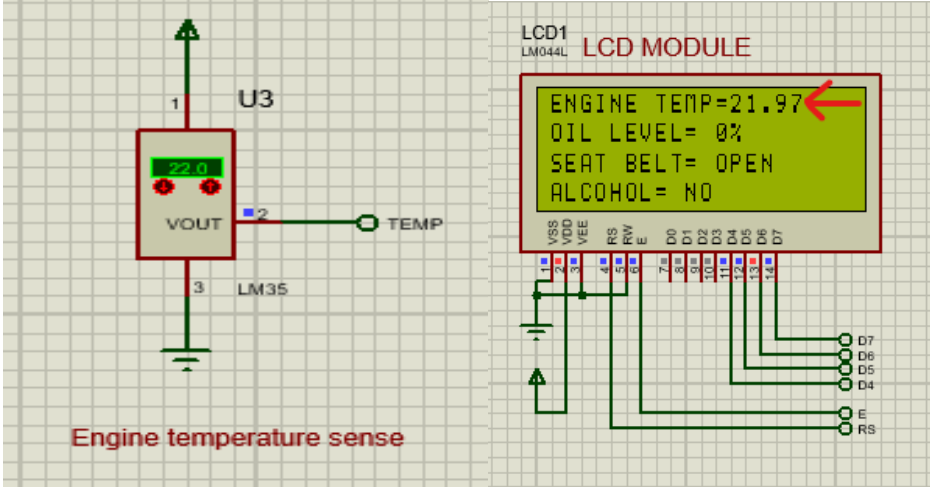 1
U3
22.0
VOUT
2
TEMP
3
LM35
Engine temperature sense
LCD1
LM044L
LCD MODULE
ENGINE TEMP=21.97
OIL LEVEL= 0%
SEAT BELT= OPEN
ALCOHOL= NO
VSS
VDD
VEE
RS
RW
E
D0
D1
D2
D3
D4
D5
D6
D7
1
2
3
4
5
6
7
8
9
10
11
12
13
14
D7
D6
D5
D4
E
RS